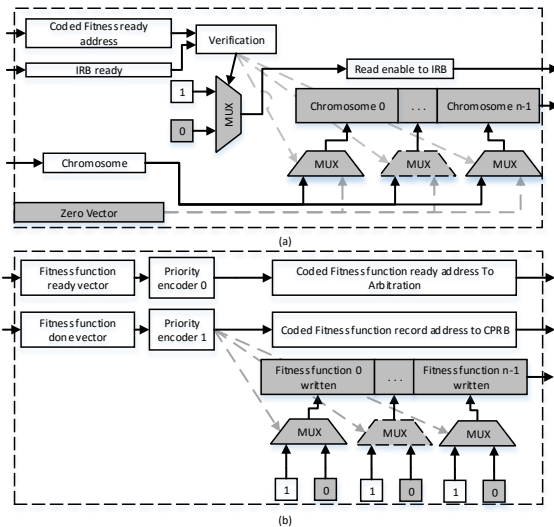 Coded Fitness ready
address
Verification
IRB ready
Read enable to IRB
1
0
MUX
Chromosome 0
. . .
Chromosome n-1
MUX
MUX
MUX
Chromosome
Zero Vector
(a)
Fitness function
ready vector
Priority
encoder 0
Coded Fitness function ready address To
Arbitration
Fitness function
done vector
Priority
encoder 1
Coded Fitness function record address to CPRB
Fitness function 0
written
. . .
Fitness function n-1
written
MUX
MUX
MUX
1
0
1
0
1
0
(b)